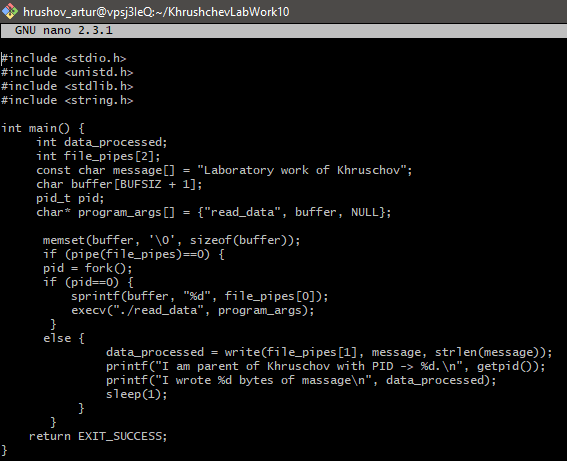 hrushov_artur@vpsj3leQ:~/KhrushchevLabWork10
GNU nano 2.3.1
#include <stdio.h>
#include <unistd.h>
#include <stdlib.h>
#include <string.h>
int main() {
int data_processed;
int file_pipes[2];
const char message[] = "Laboratory work of Khruschov";
char buffer[BUFSIZ + 1];
pid_t pid;
char* program_args[] = {"read_data", buffer, NULL};
memset(buffer, '\0', sizeof(buffer));
if (pipe(file_pipes)==0) {
pid = fork();
if (pid==0) {
sprintf(buffer, "%d", file_pipes[0]);
execv("./read_data", program_args);
}
else {
data_processed = write(file_pipes[1], message, strlen(message));
printf("I am parent of Khruschov with PID -> %d.\n", getpid());
printf("I wrote %d bytes of massage\n", data_processed);
sleep(1);
}
}
return EXIT_SUCCESS;
}